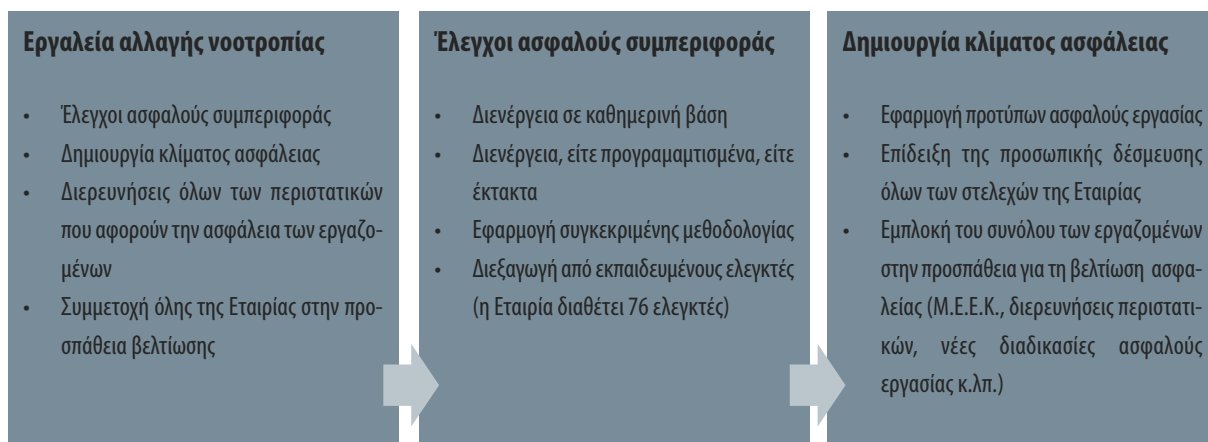 Εργαλεία αλλαγής νοοτροπίας
• Έλεγχοι ασφαλούς συμπεριφοράς
• Δημιουργία κλίματος ασφάλειας
• Διερευνήσεις όλων των περιστατικών
που αφορούν την ασφάλεια των εργαζο-
μένων
• Συμμετοχή όλης της Εταιρίας στην προ-
σπάθεια βελτίωσης
Έλεγχοι ασφαλούς συμπεριφοράς
• Διενέργεια σε καθημερινή βάση
• Διενέργεια, είτε προγραμαμτισμένα, είτε
έκτακτα
• Εφαρμογή συγκεκριμένης μεθοδολογίας
• Διεξαγωγή από εκπαιδευμένους ελεγκτές
(η Εταιρία διαθέτει 76 ελεγκτές)
Δημιουργία κλίματος ασφάλειας
• Εφαρμογή προτύπων ασφαλούς εργασίας
• Επίδειξη της προσωπικής δέσμευσης
όλων των στελεχών της Εταιρίας
• Εμπλοκή του συνόλου των εργαζομένων
στην προσπάθεια για τη βελτίωση ασφα-
λείας (Μ.Ε.Ε.Κ., διερευνήσεις περιστατι-
κών, νέες διαδικασίες ασφαλούς
εργασίας κ.λπ.)